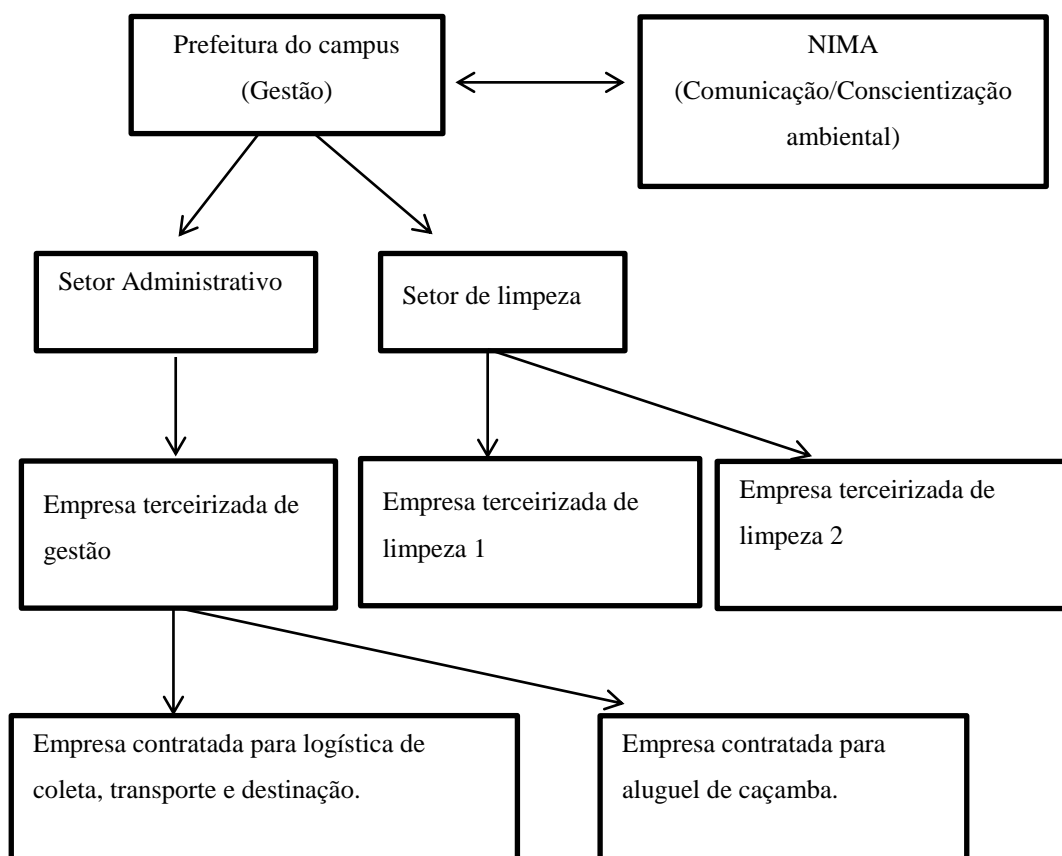 Prefeitura do campus
(Gestão)
NIMA
(Comunicação/Conscientização
ambiental)
Setor Administrativo
Setor de limpeza
Empresa terceirizada de
gestão
Empresa terceirizada de
limpeza 1
Empresa terceirizada de
limpeza 2
Empresa contratada para logística de
coleta, transporte e destinação.
Empresa contratada para
aluguel de caçamba.